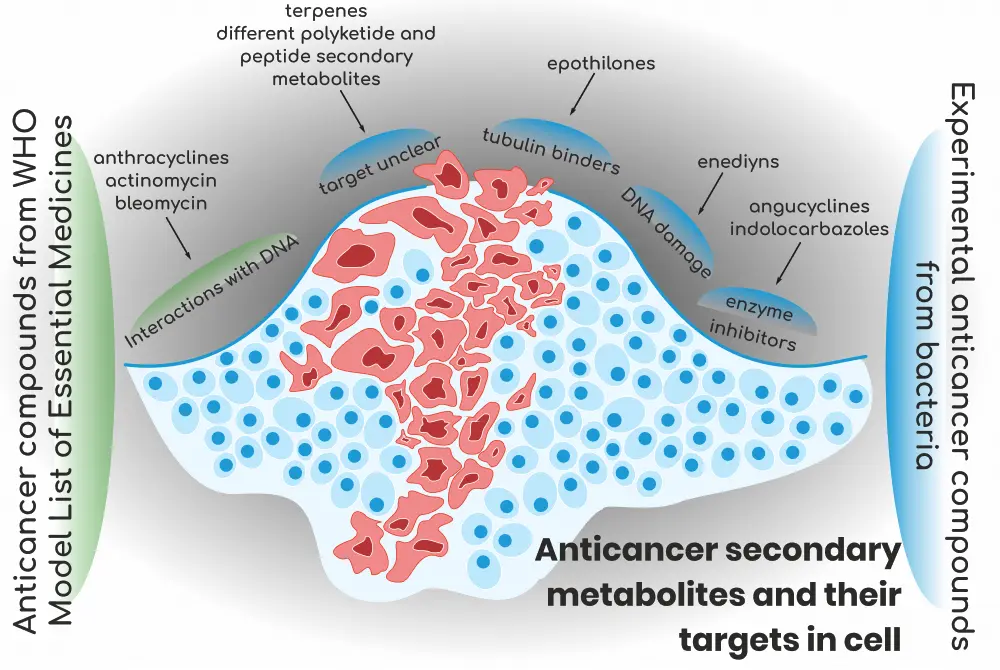 Anticancer compounds from WHO
Model List of Essential Medicines
anthracyclines
actinomycin
bleomycin
Interactions with DNA
terpenes
different polyketide and
peptide secondary
metabolites
target unclear
epothilones
tubulin binders
enediyns
DNA damage
angucyclines
indolocarbazoles
enzyme
inhibitors
Experimental anticancer compounds
from bacteria
Anticancer secondary
metabolites and their
targets in cell